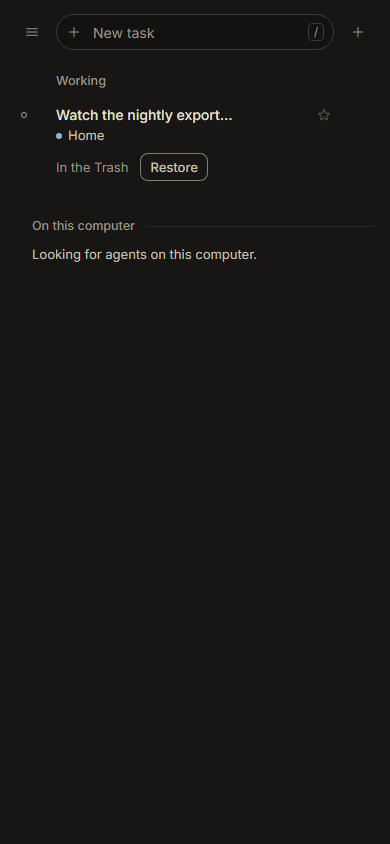 New task /
Working
Watch the nightly export...
Home
In the Trash Restore
On this computer
Looking for agents on this computer.